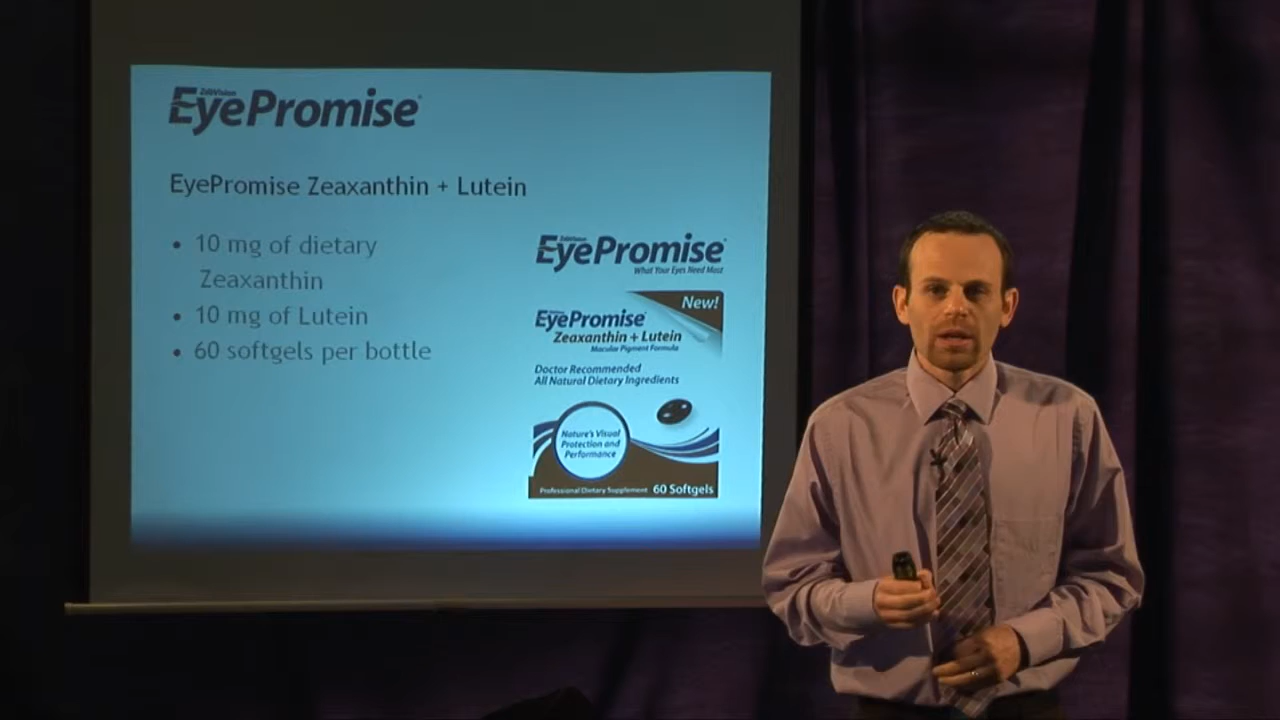 ZeaVision
EyePromise
EyePromise Zeaxanthin + Lutein
• 10 mg of dietary
Zeaxanthin
• 10 mg of Lutein
• 60 softgels per bottle
EyePromise
What Your Eyes Need Most
New!
EyePromise
Zeaxanthin + Lutein
Macular Pigment Formula
Doctor Recommended
All Natural Dietary Ingredients
Nature's Visual
Protection and
Performance
Professional Dietary Supplement 60 Softgels